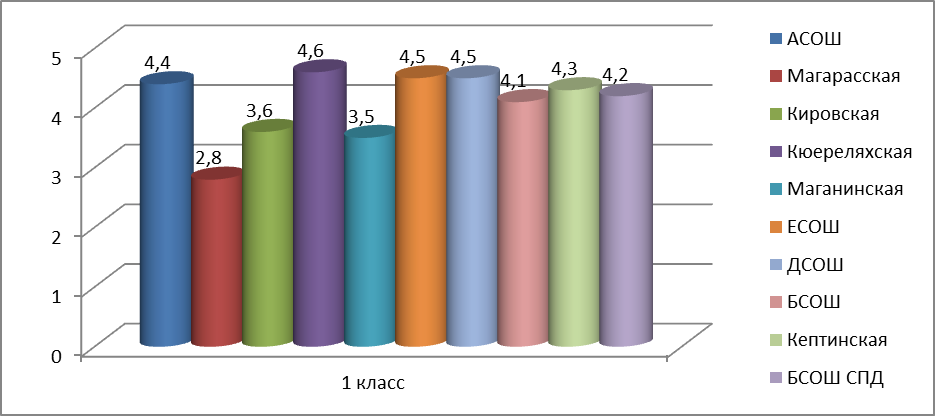 5
4
3
2
1
0
4,4
2,8
3,6
4,6
3,5
4,5
4,5
4,1
4,3
4,2
1 класс
АСОШ
Магарасская
Кировская
Кюереляхская
Маганинская
ЕСОШ
ДСОШ
БСОШ
Кептинская
БСОШ СПД